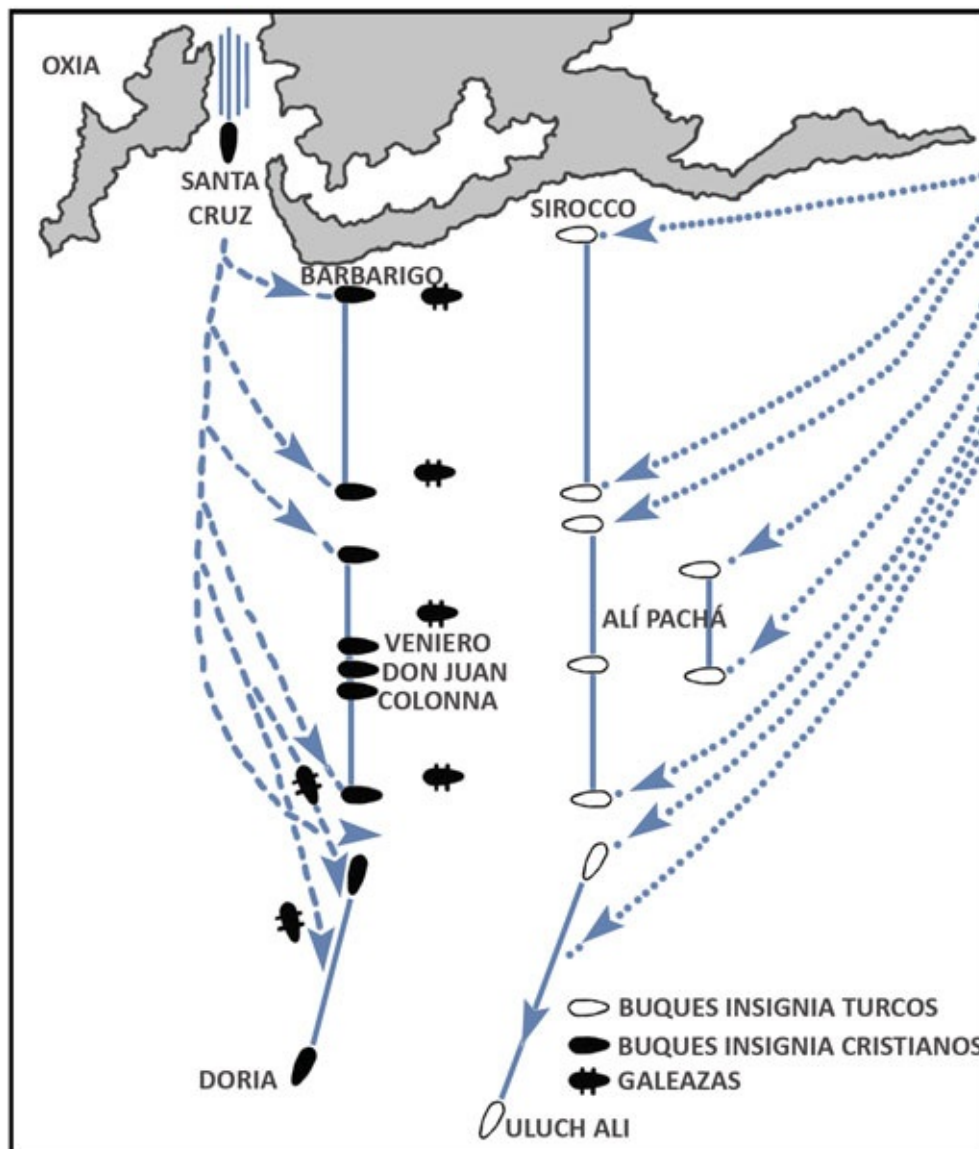 OXIA
SANTA
CRUZ
SIROCCO
BARBARIGO
VENIERO
DON JUAN
COLONNA
ALÍ PACHÁ
BUQUES INSIGNIA TURCOS
BUQUES INSIGNIA CRISTIANOS
GALEAZAS
DORIA
ULUCH ALI